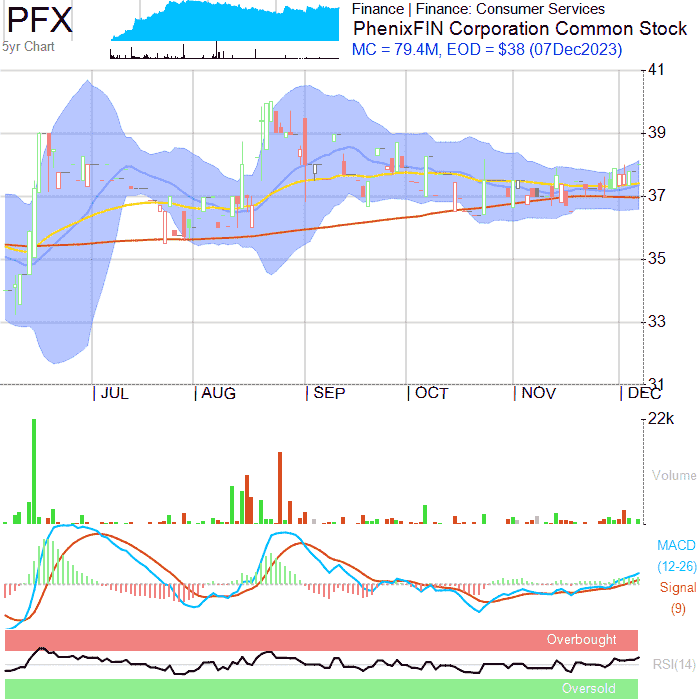 PFX
5yr Chart
Finance | Finance: Consumer Services
PhenixFIN Corporation Common Stock
MC = 79.4M, EOD = $38 (07Dec2023)
41
39
37
35
33
31
JUL
AUG
SEP
OCT
NOV
DEC
22k
Volume
MACD
(12-26)
Signal
(9)
Overbought
RSI(14)
Oversold